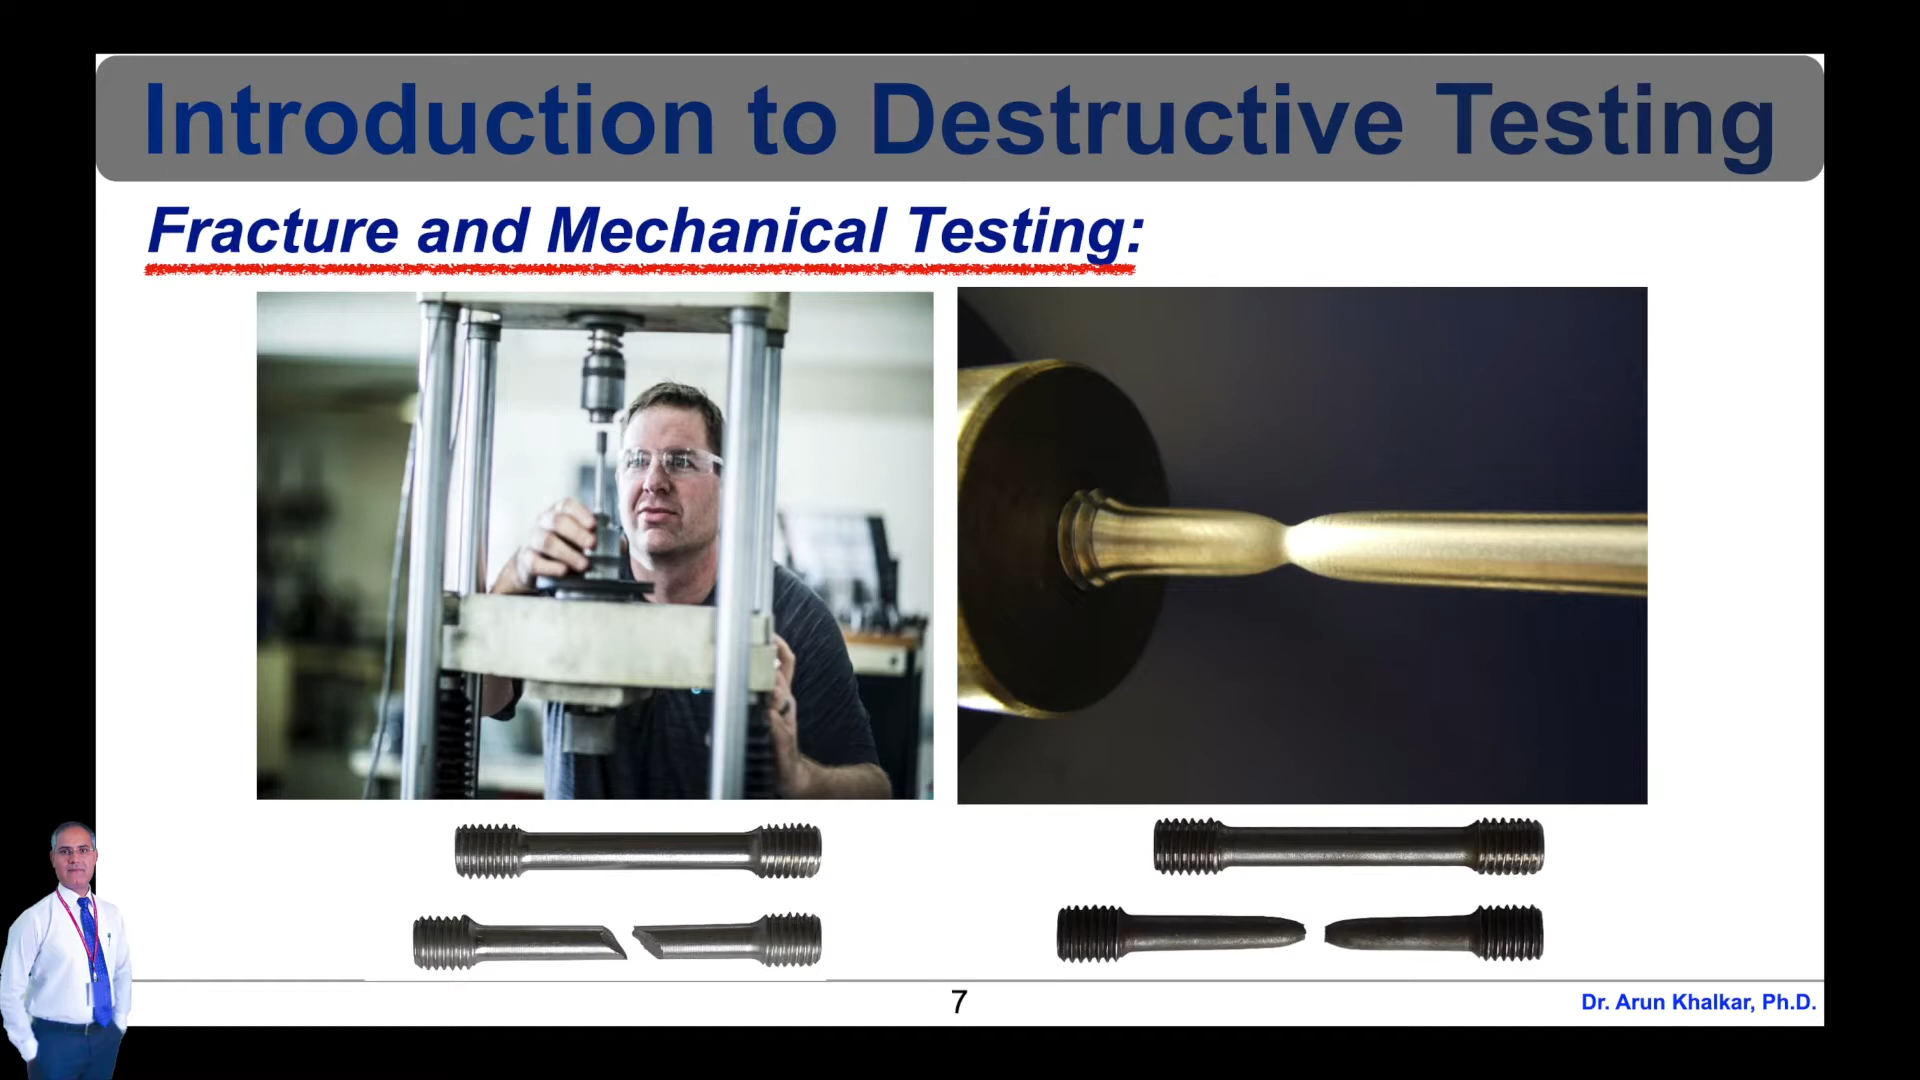 Introduction to Destructive Testing
Fracture and Mechanical Testing:
7
Dr. Arun Khalkar, Ph.D.